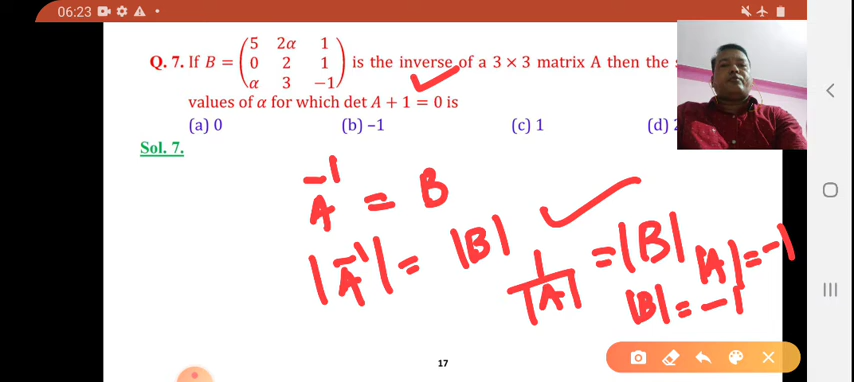 06:23
Q. 7. If B = ( 5 2α 1
0 2 1
α 3 −1 ) is the inverse of a 3 × 3 matrix A then the
values of α for which det A + 1 = 0 is
(a) 0 (b) −1 (c) 1 (d)
Sol. 7.
A⁻¹ = B
|A⁻¹| = |B|
1/|A| = |B| |A| = −1
|B| = −1
17